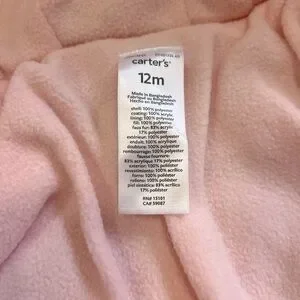 carter's
12m
Made in Bangladesh
Fabriqué au Bangladesh
Hecho en Bangladesh
shell: 100% polyester
coating: 100% acrylic
lining: 100% polyester
fill: 100% polyester
faux fur: 83% acrylic
17% polyester
extérieur: 100% polyester
enduit: 100% acrylique
doublure: 100% polyester
rembourrage: 100% polyester
fausse fourrure:
83% acrylique 17% polyester
exterior: 100% poliéster
revestimiento: 100% acrílico
forro: 100% poliéster
relleno: 100% poliéster
piel sintética: 83% acrílico
17% poliéster
RN# 15101
CA# 59087